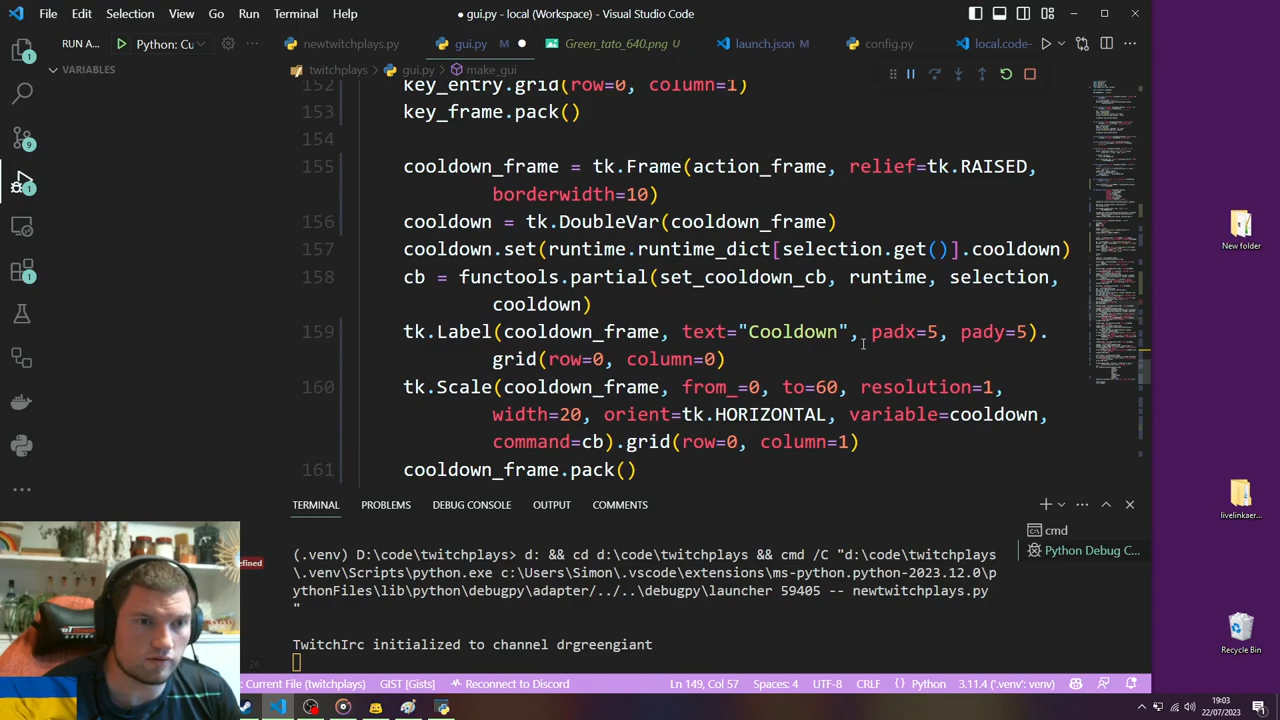 File Edit Selection View Go Run Terminal Help
gui.py - local (Workspace) - Visual Studio Code
RUN A... Python: Cu
newtwitchplays.py gui.py M Green_tato_640.png U launch.json M config.py local.code-
VARIABLES
twitchplays > gui.py > make_gui
152 key_entry.grid(row=0, column=1)
153 key_frame.pack()
154
155 cooldown_frame = tk.Frame(action_frame, relief=tk.RAISED,
borderwidth=10)
156 cooldown = tk.DoubleVar(cooldown_frame)
157 cooldown.set(runtime.runtime_dict[selection.get()].cooldown)
158 cb = functools.partial(set_cooldown_cb, runtime, selection,
cooldown)
159 tk.Label(cooldown_frame, text="Cooldown", padx=5, pady=5).
grid(row=0, column=0)
160 tk.Scale(cooldown_frame, from_=0, to=60, resolution=1,
width=20, orient=tk.HORIZONTAL, variable=cooldown,
command=cb).grid(row=0, column=1)
161 cooldown_frame.pack()
TERMINAL PROBLEMS DEBUG CONSOLE OUTPUT COMMENTS
cmd
Python Debug C...
(.venv) D:\code\twitchplays> d: && cd d:\code\twitchplays && cmd /C "d:\code\twitchplays
\.venv\Scripts\python.exe c:\Users\Simon\.vscode\extensions\ms-python.python-2023.12.0\p
ythonFiles\lib\python\debugpy\adapter/../..\debugpy\launcher 59405 -- newtwitchplays.py
"
TwitchIrc initialized to channel drgreengiant
efined
26
: Current File (twitchplays) GIST [Gists] Reconnect to Discord Ln 149, Col 57 Spaces: 4 UTF-8 CRLF Python 3.11.4 ('.venv': venv)
New folder
livelinkaer...
Recycle Bin
19:03
22/07/2023